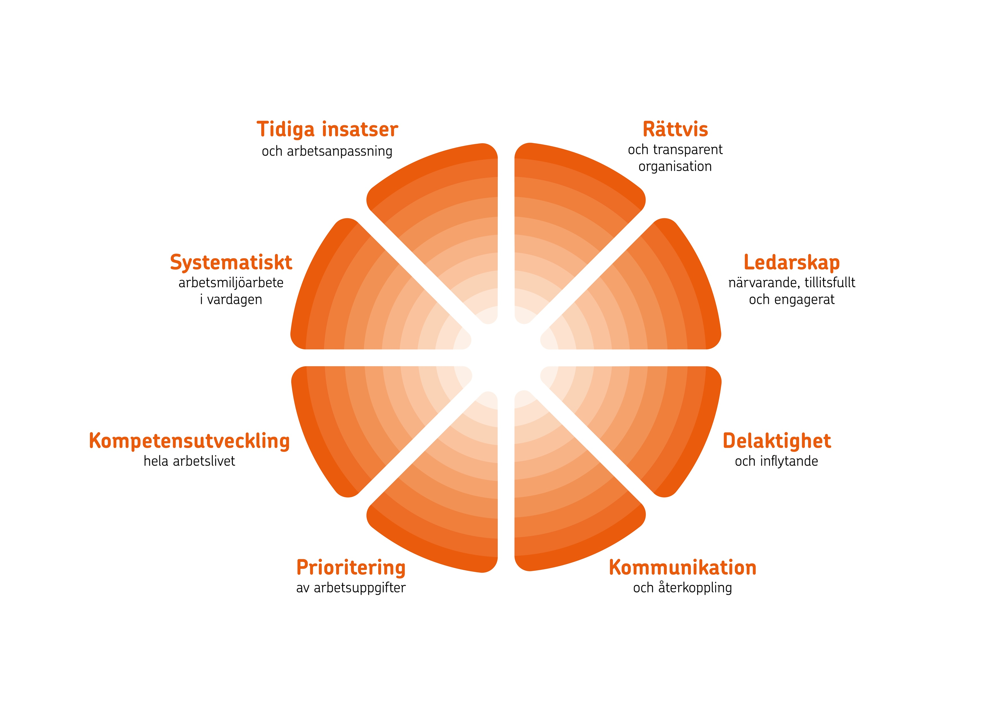 Tidiga insatser
och arbetsanpassning
Rättvis
och transparent
organisation
Systematiskt
arbetsmiljöarbete
i vardagen
Ledarskap
närvarande, tillitsfullt
och engagerat
Kompetensutveckling
hela arbetslivet
Delaktighet
och inflytande
Prioritering
av arbetsuppgifter
Kommunikation
och återkoppling